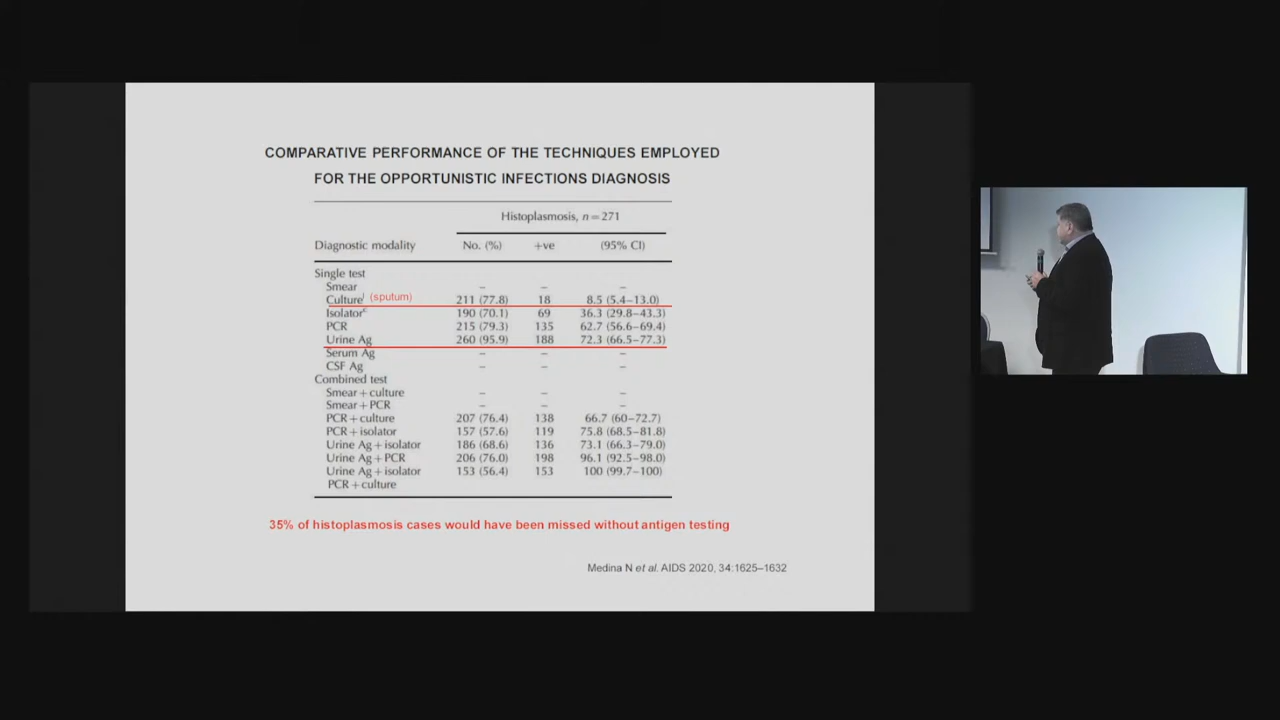 COMPARATIVE PERFORMANCE OF THE TECHNIQUES EMPLOYED
FOR THE OPPORTUNISTIC INFECTIONS DIAGNOSIS
Histoplasmosis, n=271
Diagnostic modality No. (%) +ve (95% CI)
Single test
Smear – – –
Culture (sputum) 211 (77.8) 18 8.5 (5.4–13.0)
Isolatorᶜ 190 (70.1) 69 36.3 (29.8–43.3)
PCR 215 (79.3) 135 62.7 (56.6–69.4)
Urine Ag 260 (95.9) 188 72.3 (66.5–77.3)
Serum Ag – – –
CSF Ag – – –
Combined test
Smear+culture – – –
Smear+PCR – – –
PCR+culture 207 (76.4) 138 66.7 (60–72.7)
PCR+isolator 157 (57.6) 119 75.8 (68.5–81.8)
Urine Ag+isolator 186 (68.6) 136 73.1 (66.3–79.0)
Urine Ag+PCR 206 (76.0) 198 96.1 (92.5–98.0)
Urine Ag+isolator 153 (56.4) 153 100 (99.7–100)
PCR+culture
35% of histoplasmosis cases would have been missed without antigen testing
Medina N et al. AIDS 2020, 34:1625–1632